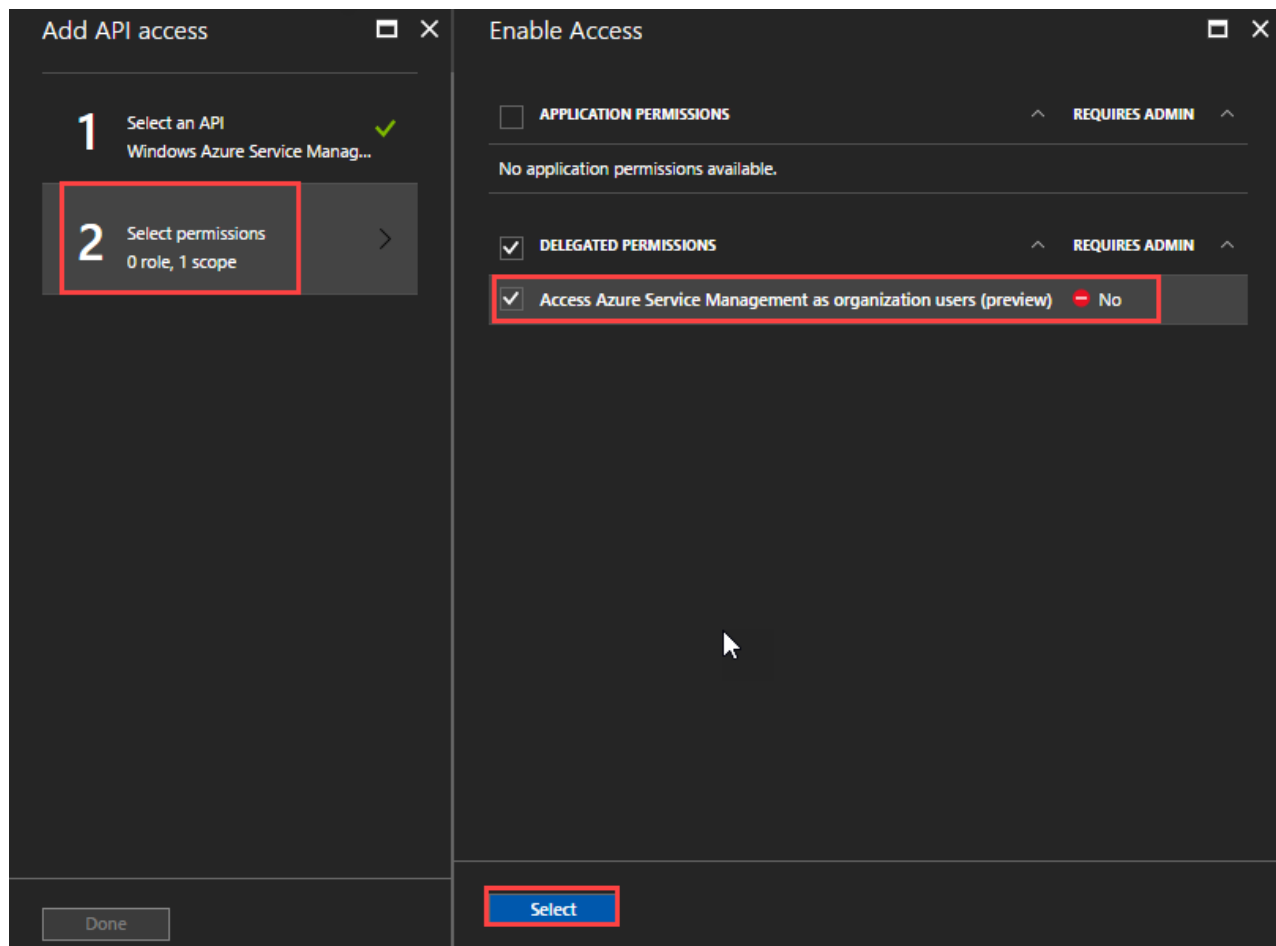 Add API access
1
Select an API
Windows Azure Service Manag...
2
Select permissions
0 role, 1 scope
Done
Enable Access
APPLICATION PERMISSIONS
REQUIRES ADMIN
No application permissions available.
DELEGATED PERMISSIONS
REQUIRES ADMIN
Access Azure Service Management as organization users (preview)
No
Select